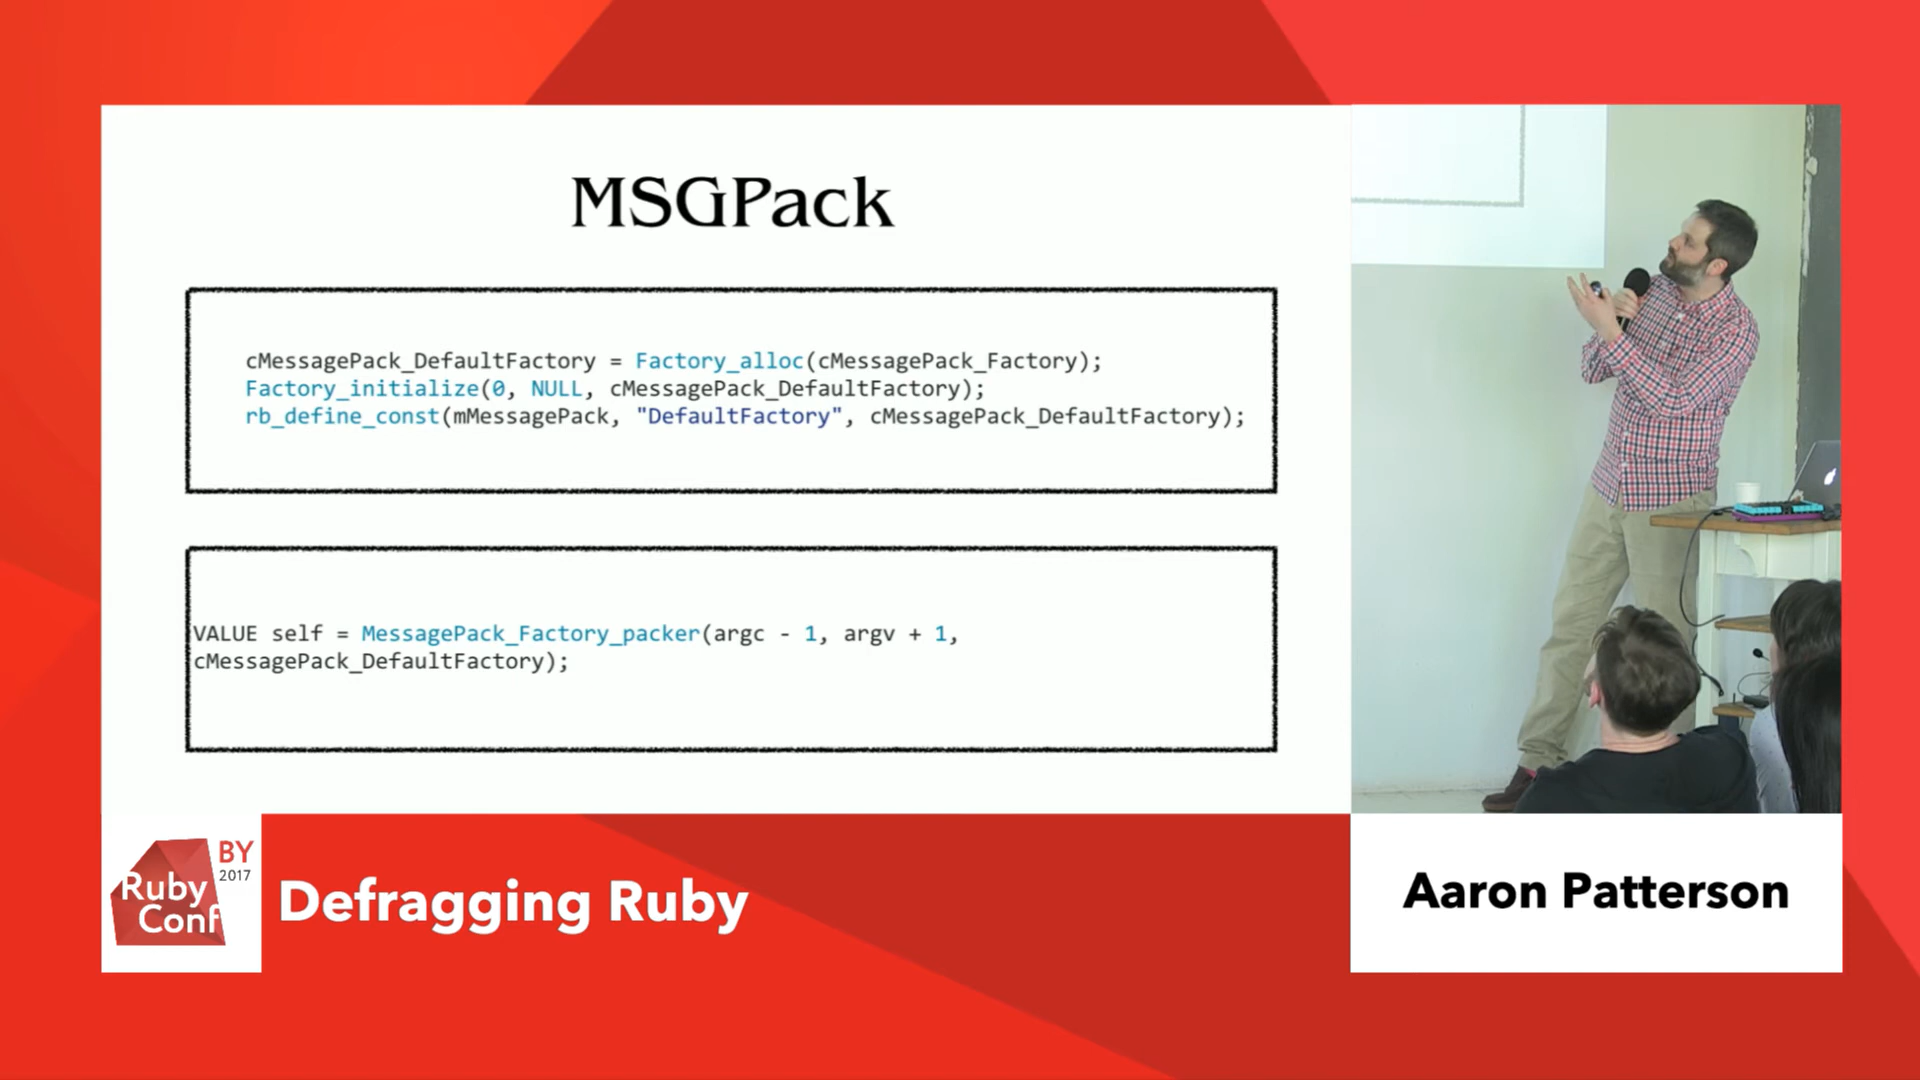 MSGPack
cMessagePack_DefaultFactory = Factory_alloc(cMessagePack_Factory);
Factory_initialize(0, NULL, cMessagePack_DefaultFactory);
rb_define_const(mMessagePack, "DefaultFactory", cMessagePack_DefaultFactory);
VALUE self = MessagePack_Factory_packer(argc - 1, argv + 1,
cMessagePack_DefaultFactory);
Ruby
Conf
BY
2017
Defragging Ruby
Aaron Patterson